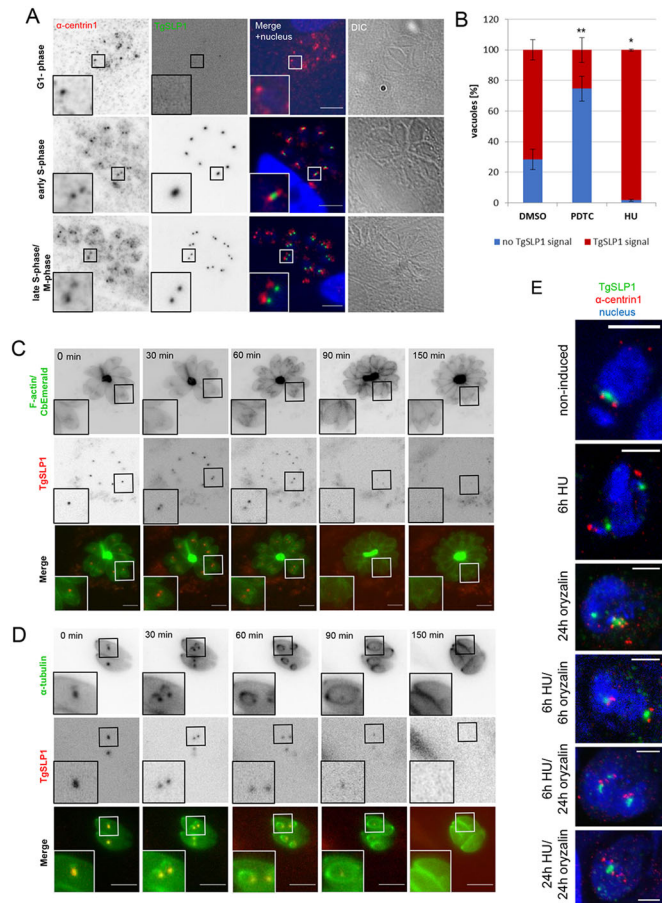 A
α-centrin1
TgSLP1
Merge
+nucleus
DIC
G1- phase
early S-phase
late S-phase/
M-phase
B
vacuoles [%]
120
100
80
60
40
20
0
**
*
DMSO
PDTC
HU
no TgSLP1 signal
TgSLP1 signal
C
0 min
30 min
60 min
90 min
150 min
F-actin/
CbEmerald
TgSLP1
Merge
D
0 min
30 min
60 min
90 min
150 min
α-tubulin
TgSLP1
Merge
E
TgSLP1
α-centrin1
nucleus
non-induced
6h HU
24h oryzalin
6h HU/
6h oryzalin
6h HU/
24h oryzalin
24h HU/
24h oryzalin